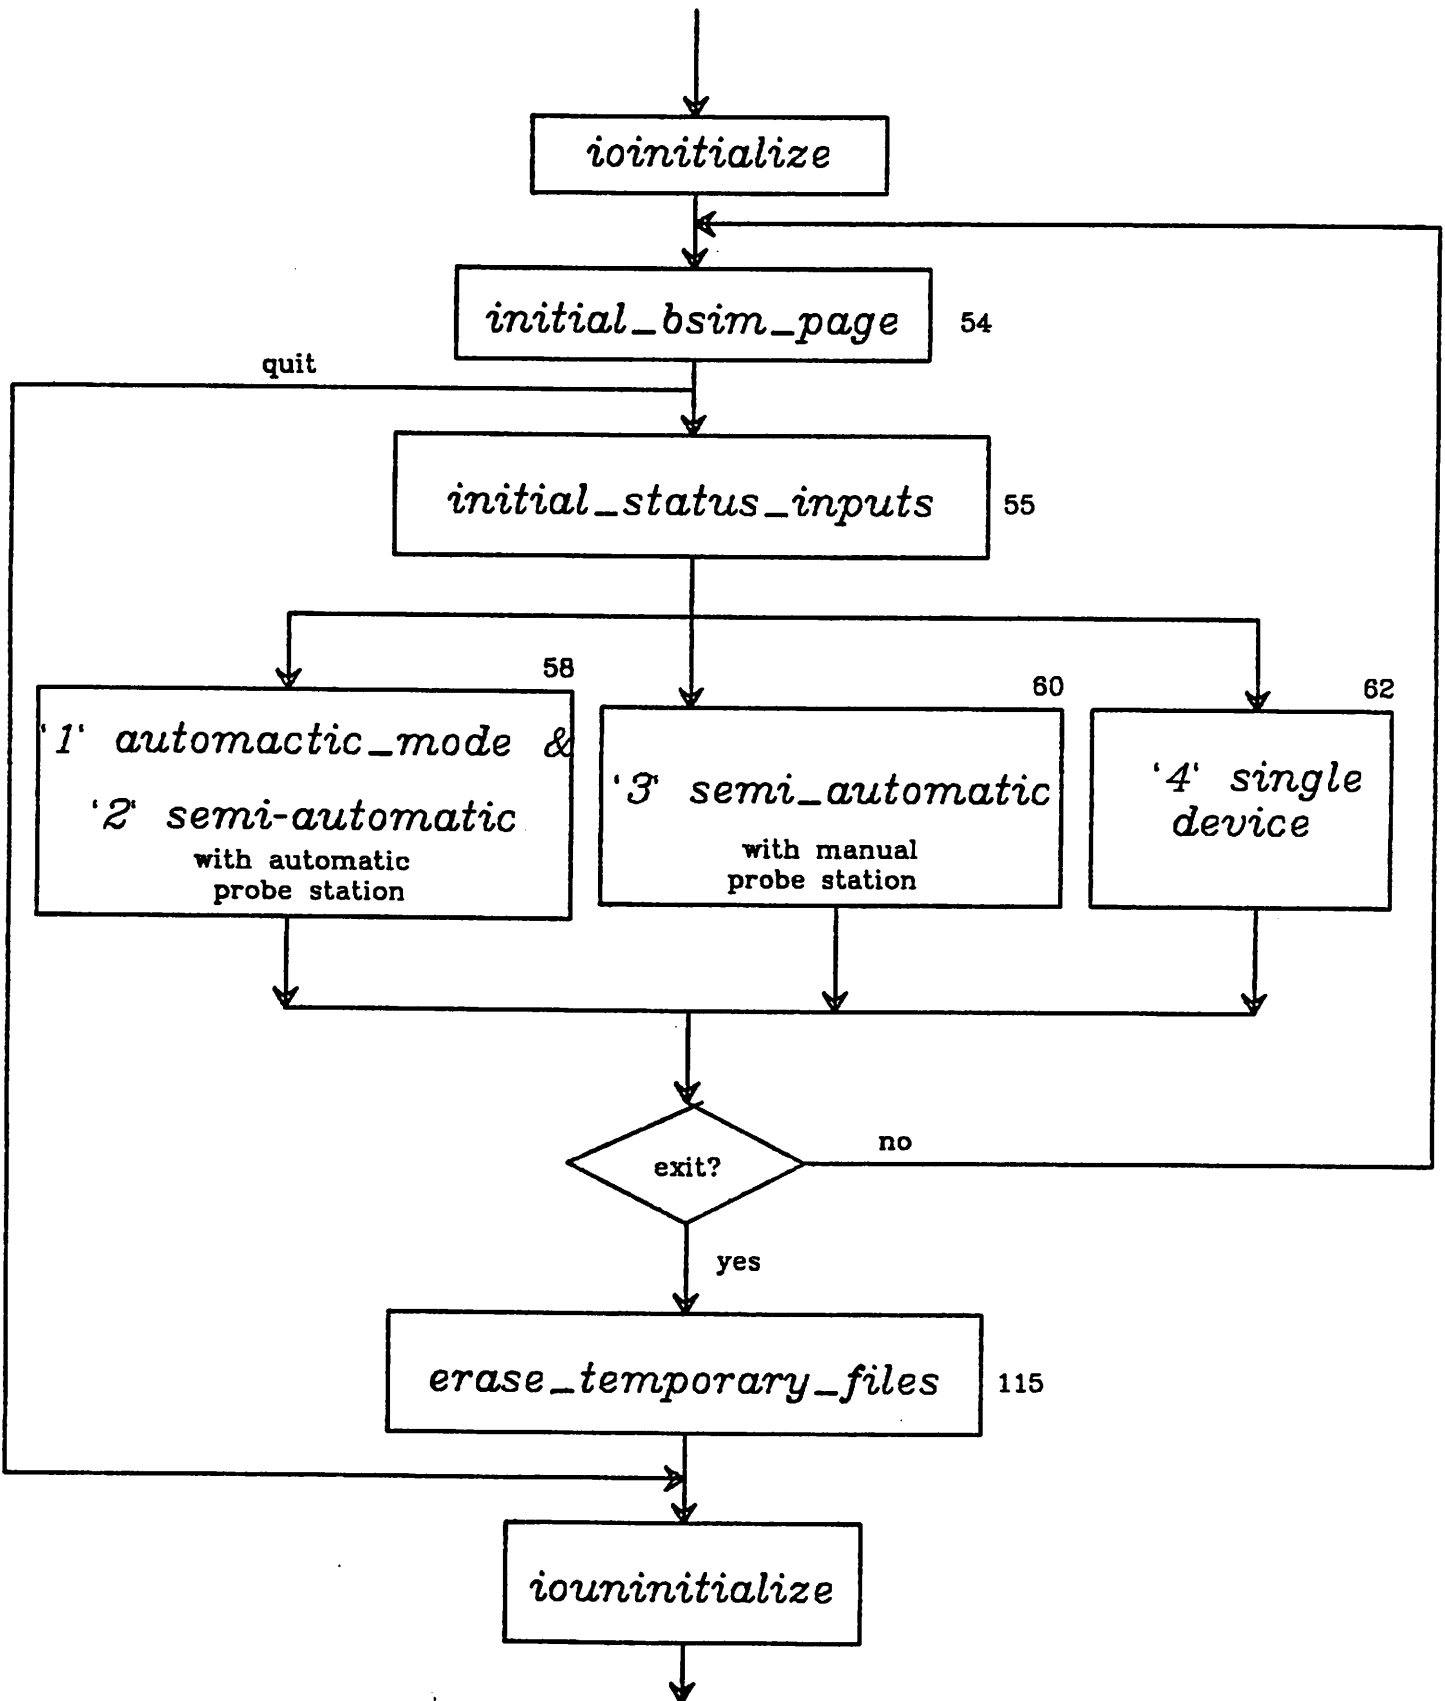 ioinitialize
initial_bsim_page 54
quit
initial_status_inputs 55
58
'1' automactic_mode &
'2' semi-automatic
with automatic
probe station
60
'3' semi_automatic
with manual
probe station
62
'4' single
device
exit?
no
yes
erase_temporary_files 115
iouninitialize